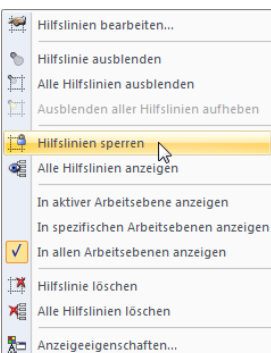 Hilfslinien bearbeiten...
Hilfslinie ausblenden
Alle Hilfslinien ausblenden
Ausblenden aller Hilfslinien aufheben
Hilfslinien sperren
Alle Hilfslinien anzeigen
In aktiver Arbeitsebene anzeigen
In spezifischen Arbeitsebenen anzeigen
In allen Arbeitsebenen anzeigen
Hilfslinie löschen
Alle Hilfslinien löschen
Anzeigeeigenschaften...